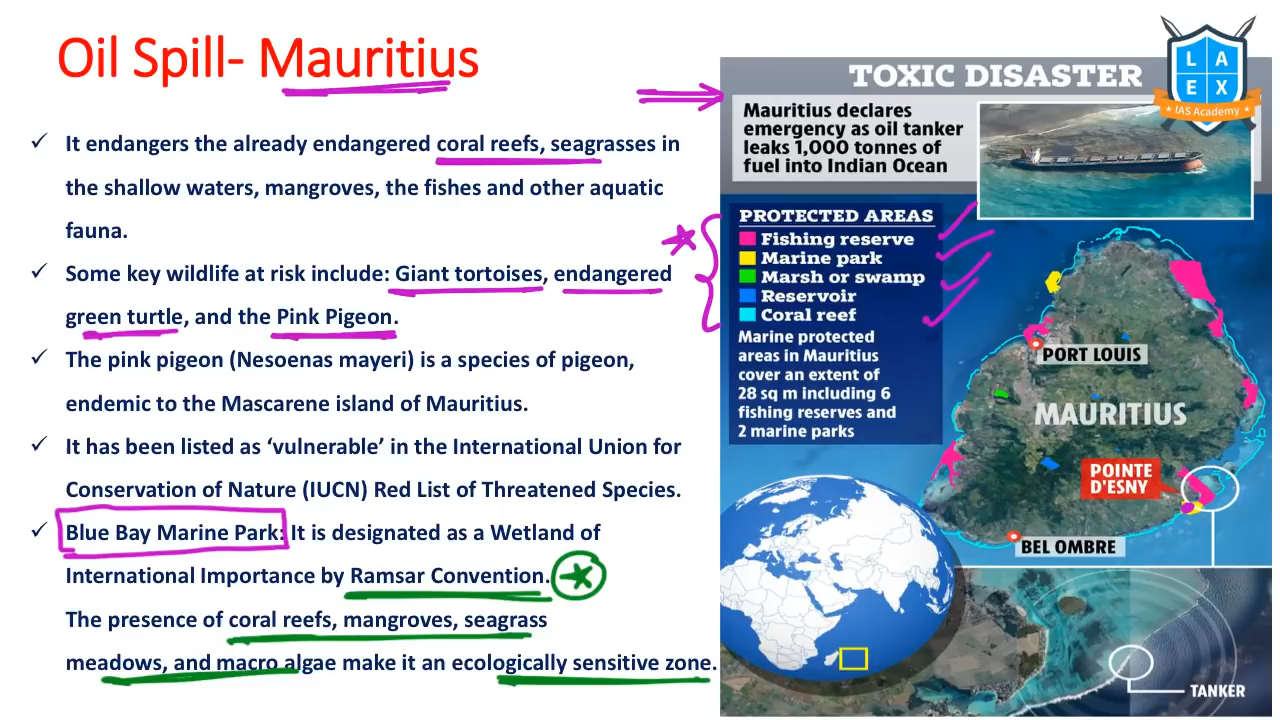 Oil Spill- Mauritius
✓ It endangers the already endangered coral reefs, seagrasses in
the shallow waters, mangroves, the fishes and other aquatic
fauna.
✓ Some key wildlife at risk include: Giant tortoises, endangered
green turtle, and the Pink Pigeon.
✓ The pink pigeon (Nesoenas mayeri) is a species of pigeon,
endemic to the Mascarene island of Mauritius.
✓ It has been listed as ‘vulnerable’ in the International Union for
Conservation of Nature (IUCN) Red List of Threatened Species.
✓ Blue Bay Marine Park: It is designated as a Wetland of
International Importance by Ramsar Convention.
The presence of coral reefs, mangroves, seagrass
meadows, and macro algae make it an ecologically sensitive zone.
TOXIC DISASTER
Mauritius declares
emergency as oil tanker
leaks 1,000 tonnes of
fuel into Indian Ocean
L A
E X
IAS Academy
PROTECTED AREAS
Fishing reserve
Marine park
Marsh or swamp
Reservoir
Coral reef
Marine protected
areas in Mauritius
cover an extent of
28 sq m including 6
fishing reserves and
2 marine parks
PORT LOUIS
MAURITIUS
POINTE
D'ESNY
BEL OMBRE
TANKER